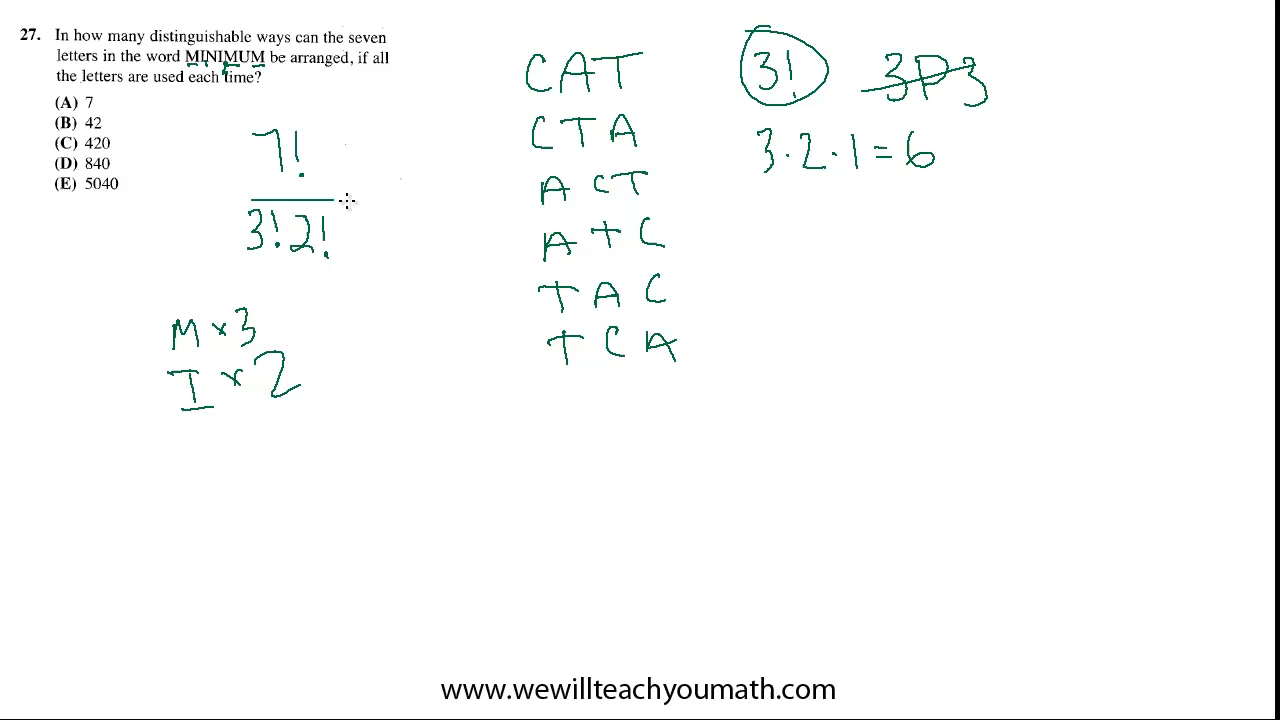 27. In how many distinguishable ways can the seven
letters in the word MINIMUM be arranged, if all
the letters are used each time?
(A) 7
(B) 42
(C) 420
(D) 840
(E) 5040
7!
3!2!
M x 3
I x 2
CAT
CTA
ACT
ATC
TAC
TCA
3! 3P3
3·2·1=6
www.wewillteachyoumath.com